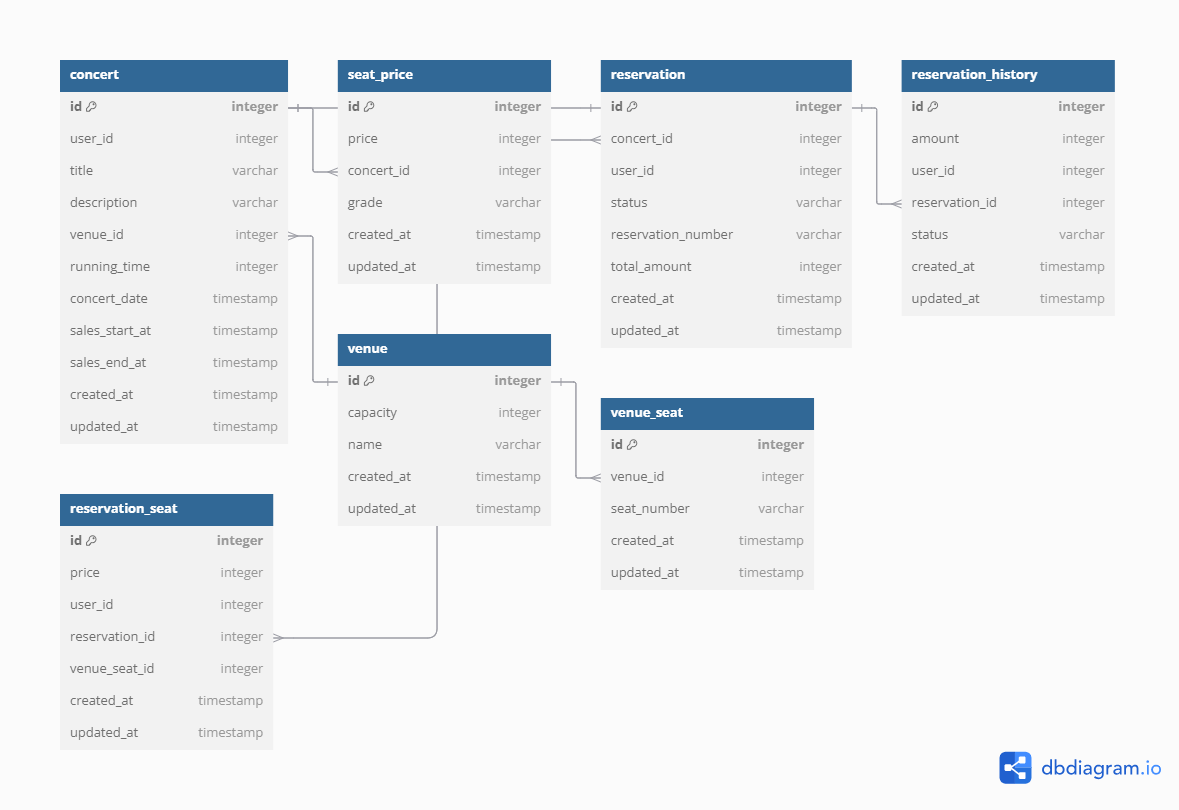 concert
id integer
user_id integer
title varchar
description varchar
venue_id integer
running_time integer
concert_date timestamp
sales_start_at timestamp
sales_end_at timestamp
created_at timestamp
updated_at timestamp
seat_price
id integer
price integer
concert_id integer
grade varchar
created_at timestamp
updated_at timestamp
reservation
id integer
concert_id integer
user_id integer
status varchar
reservation_number varchar
total_amount integer
created_at timestamp
updated_at timestamp
reservation_history
id integer
amount integer
user_id integer
reservation_id integer
status varchar
created_at timestamp
updated_at timestamp
venue
id integer
capacity integer
name varchar
created_at timestamp
updated_at timestamp
venue_seat
id integer
venue_id integer
seat_number varchar
created_at timestamp
updated_at timestamp
reservation_seat
id integer
price integer
user_id integer
reservation_id integer
venue_seat_id integer
created_at timestamp
updated_at timestamp
dbdiagram.io